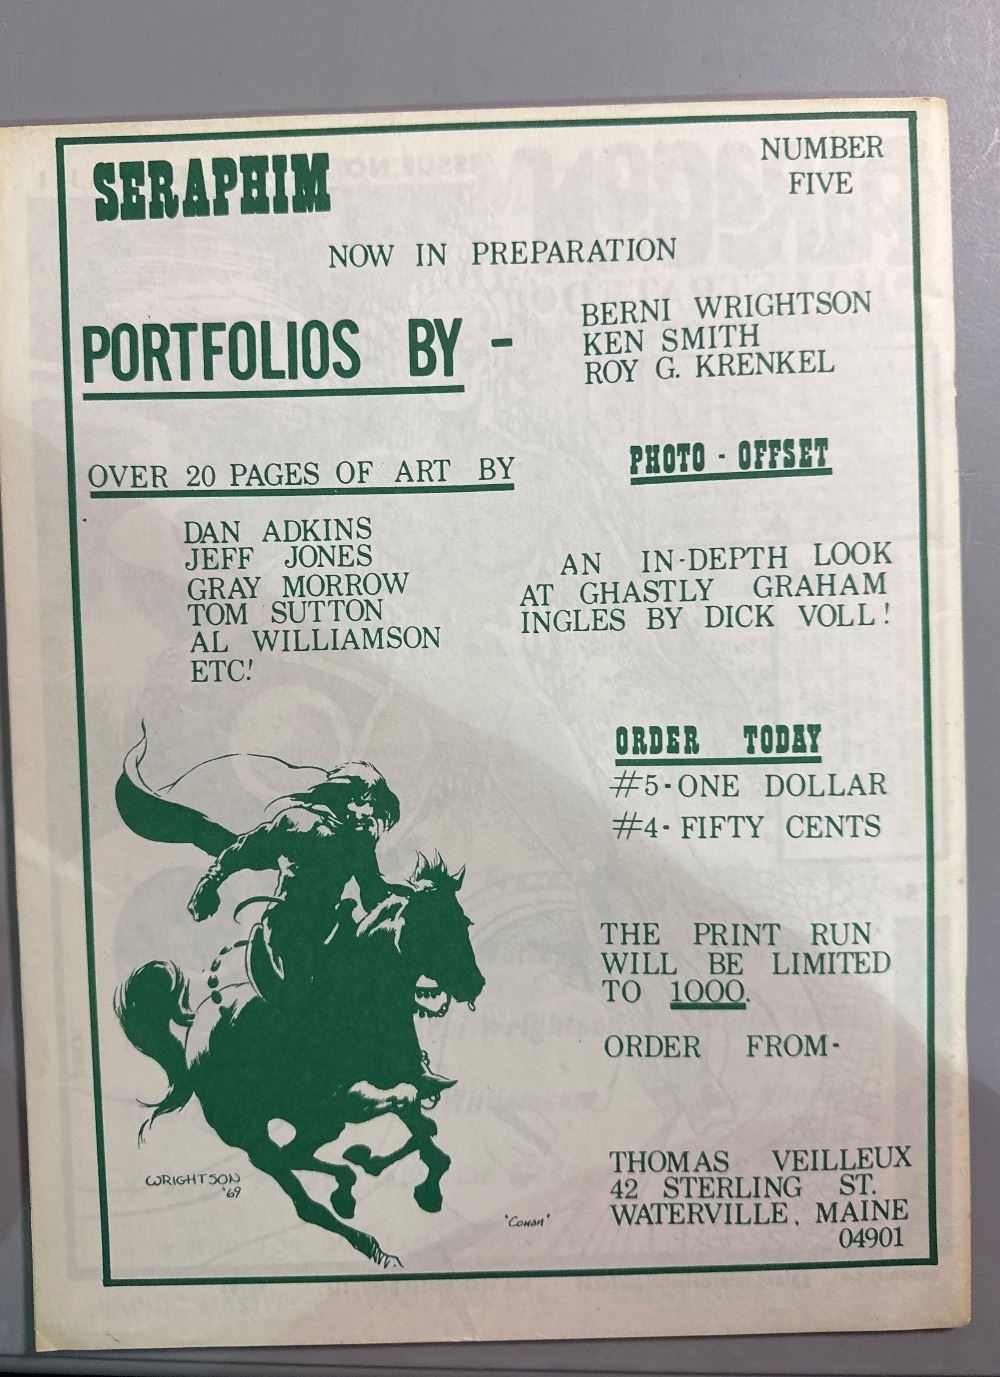 SERAPHIM
NUMBER
FIVE
NOW IN PREPARATION
PORTFOLIOS BY -
BERNI WRIGHTSON
KEN SMITH
ROY G. KRENKEL
OVER 20 PAGES OF ART BY
DAN ADKINS
JEFF JONES
GRAY MORROW
TOM SUTTON
AL WILLIAMSON
ETC!
PHOTO - OFFSET
AN IN-DEPTH LOOK
AT GHASTLY GRAHAM
INGLES BY DICK VOLL!
ORDER TODAY
#5-ONE DOLLAR
#4-FIFTY CENTS
THE PRINT RUN
WILL BE LIMITED
TO 1000.
ORDER FROM-
THOMAS VEILLEUX
42 STERLING ST.
WATERVILLE, MAINE
04901
WRIGHTSON
'69
"Conan"